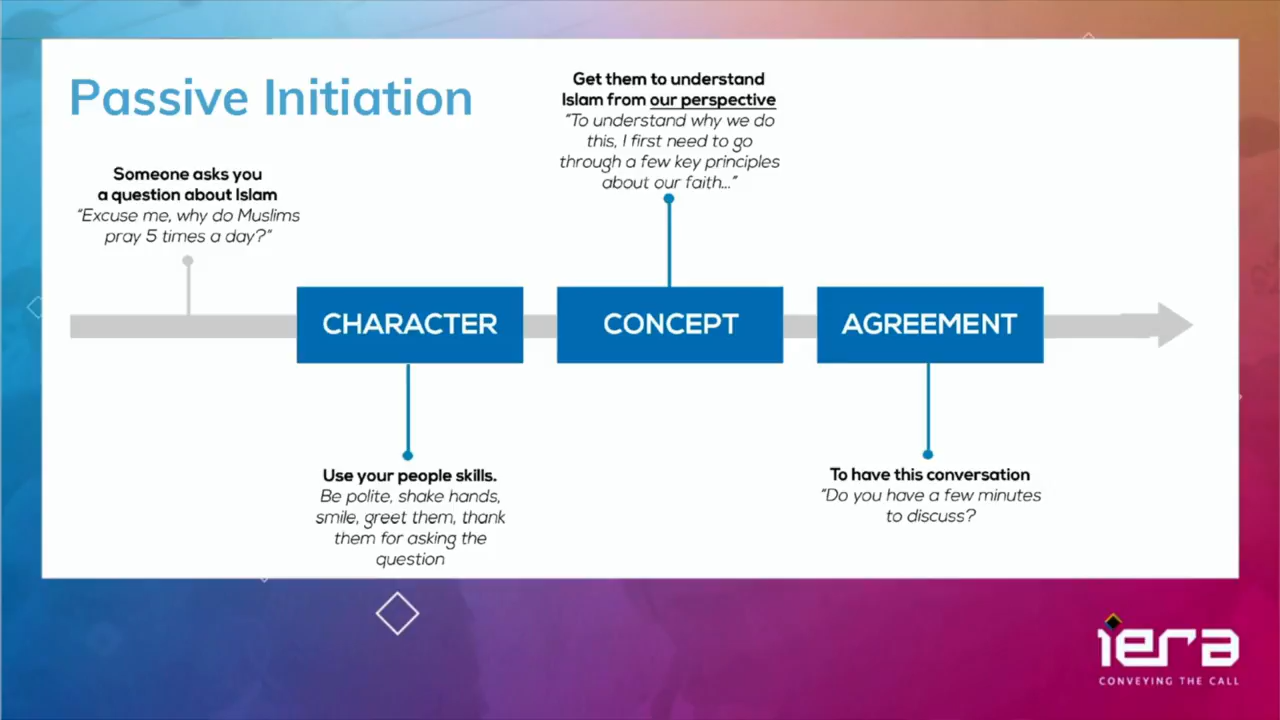 Passive Initiation
Someone asks you
a question about Islam
“Excuse me, why do Muslims
pray 5 times a day?”
Get them to understand
Islam from our perspective
“To understand why we do
this, I first need to go
through a few key principles
about our faith...”
CHARACTER
CONCEPT
AGREEMENT
Use your people skills.
Be polite, shake hands,
smile, greet them, thank
them for asking the
question
To have this conversation
“Do you have a few minutes
to discuss?
iera
CONVEYING THE CALL